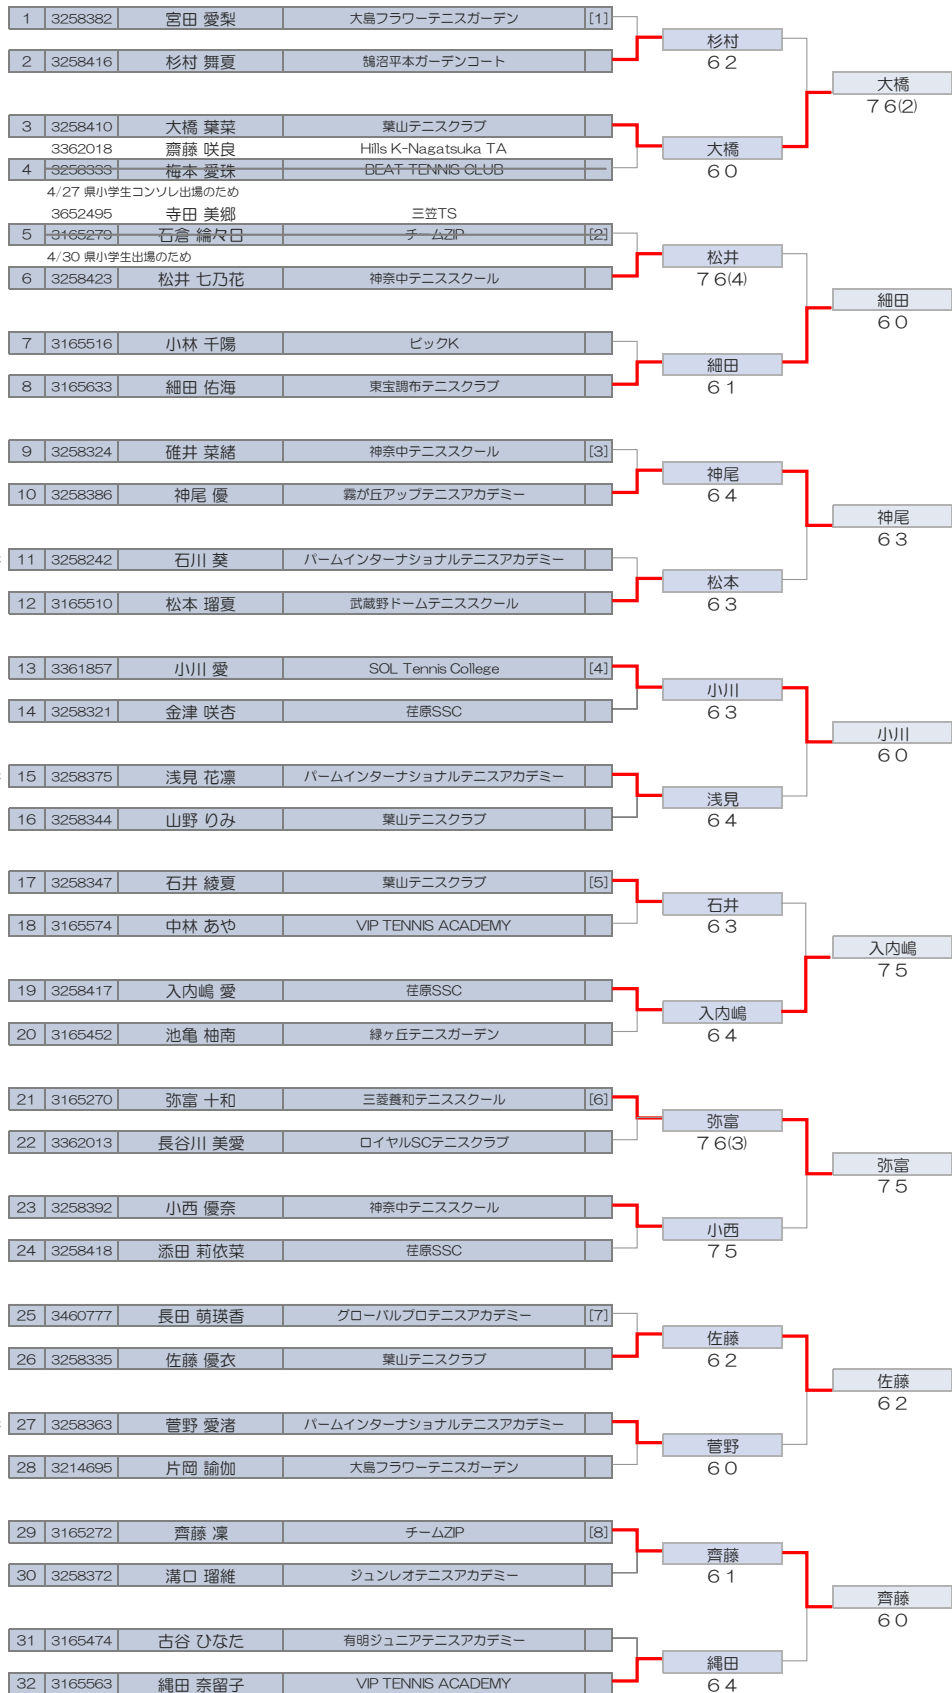 1 3258382 宮田 愛梨 大島フラワーテニスガーデン [1]
杉村
6 2
2 3258416 杉村 舞夏 鵠沼平本ガーデンコート
大橋
7 6(2)
3 3258410 大橋 葉菜 葉山テニスクラブ
3362018 齋藤 咲良 Hills K-Nagatsuka TA
大橋
6 0
4 3258333 梅本 愛珠 BEAT TENNIS CLUB
4/27 県小学生コンソレ出場のため
3652495 寺田 美郷 三笠TS
5 3165279 石倉 綸々日 チームZIP [2]
4/30 県小学生出場のため
松井
7 6(4)
6 3258423 松井 七乃花 神奈中テニススクール
細田
6 0
7 3165516 小林 千陽 ビックK
細田
6 1
8 3165633 細田 佑海 東宝調布テニスクラブ
9 3258324 碓井 菜緒 神奈中テニススクール [3]
神尾
6 4
10 3258386 神尾 優 霧が丘アップテニスアカデミー
神尾
6 3
11 3258242 石川 葵 パームインターナショナルテニスアカデミー
松本
6 3
12 3165510 松本 瑠夏 武蔵野ドームテニススクール
13 3361857 小川 愛 SOL Tennis College [4]
小川
6 3
14 3258321 金津 咲杏 荏原SSC
小川
6 0
15 3258375 浅見 花凛 パームインターナショナルテニスアカデミー
浅見
6 4
16 3258344 山野 りみ 葉山テニスクラブ
17 3258347 石井 綾夏 葉山テニスクラブ [5]
石井
6 3
18 3165574 中林 あや VIP TENNIS ACADEMY
入内嶋
7 5
19 3258417 入内嶋 愛 荏原SSC
入内嶋
6 4
20 3165452 池亀 柚南 緑ヶ丘テニスガーデン
21 3165270 弥富 十和 三菱養和テニススクール [6]
弥富
7 6(3)
22 3362013 長谷川 美愛 ロイヤルSCテニスクラブ
弥富
7 5
23 3258392 小西 優奈 神奈中テニススクール
小西
7 5
24 3258418 添田 莉依菜 荏原SSC
25 3460777 長田 萌瑛香 グローバルプロテニスアカデミー [7]
佐藤
6 2
26 3258335 佐藤 優衣 葉山テニスクラブ
佐藤
6 2
27 3258363 菅野 愛渚 パームインターナショナルテニスアカデミー
菅野
6 0
28 3214695 片岡 諭伽 大島フラワーテニスガーデン
29 3165272 齊藤 凜 チームZIP [8]
齊藤
6 1
30 3258372 溝口 瑠維 ジュンレオテニスアカデミー
齊藤
6 0
31 3165474 古谷 ひなた 有明ジュニアテニスアカデミー
縄田
6 4
32 3165563 縄田 奈留子 VIP TENNIS ACADEMY